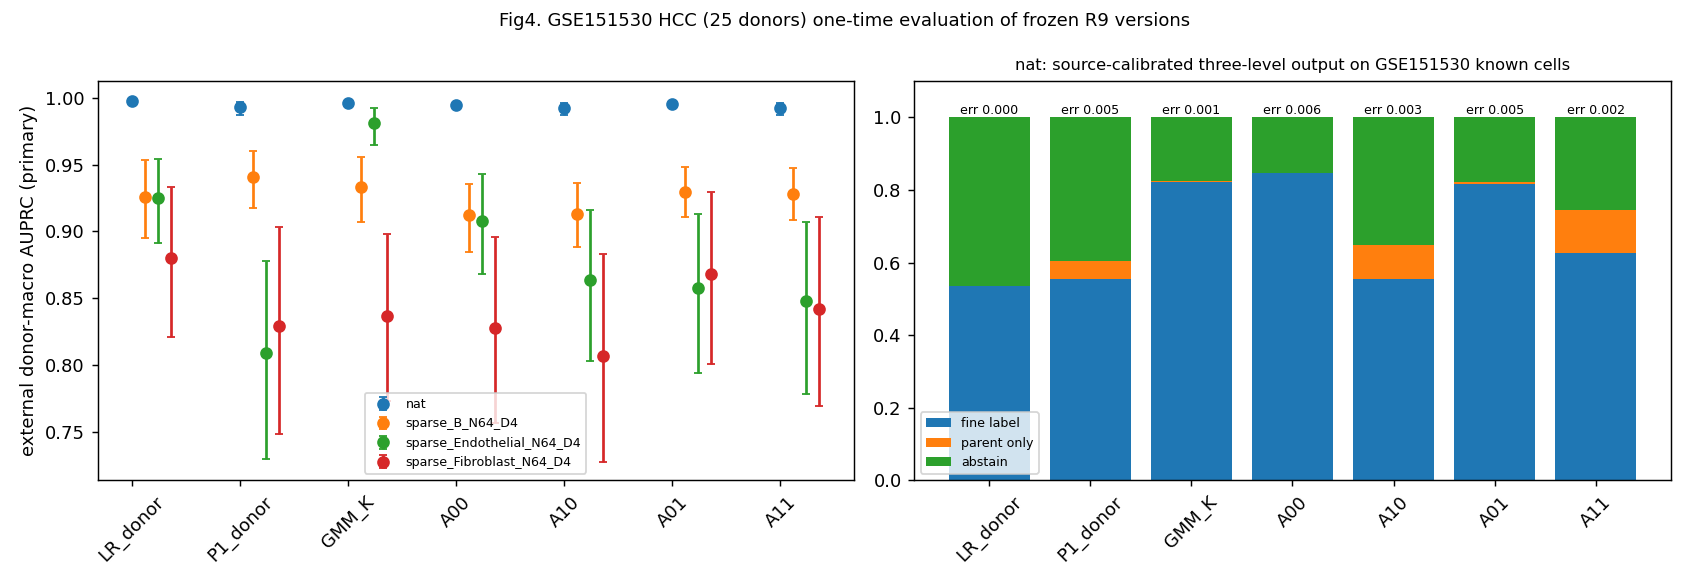 Fig4. GSE151530 HCC (25 donors) one-time evaluation of frozen R9 versions
external donor-macro AUPRC (primary)
1.00
0.95
0.90
0.85
0.80
0.75
nat
sparse_B_N64_D4
sparse_Endothelial_N64_D4
sparse_Fibroblast_N64_D4
LR_donor
P1_donor
GMM_K
A00
A10
A01
A11
nat: source-calibrated three-level output on GSE151530 known cells
err 0.000
err 0.005
err 0.001
err 0.006
err 0.003
err 0.005
err 0.002
1.0
0.8
0.6
0.4
0.2
0.0
fine label
parent only
abstain
LR_donor
P1_donor
GMM_K
A00
A10
A01
A11